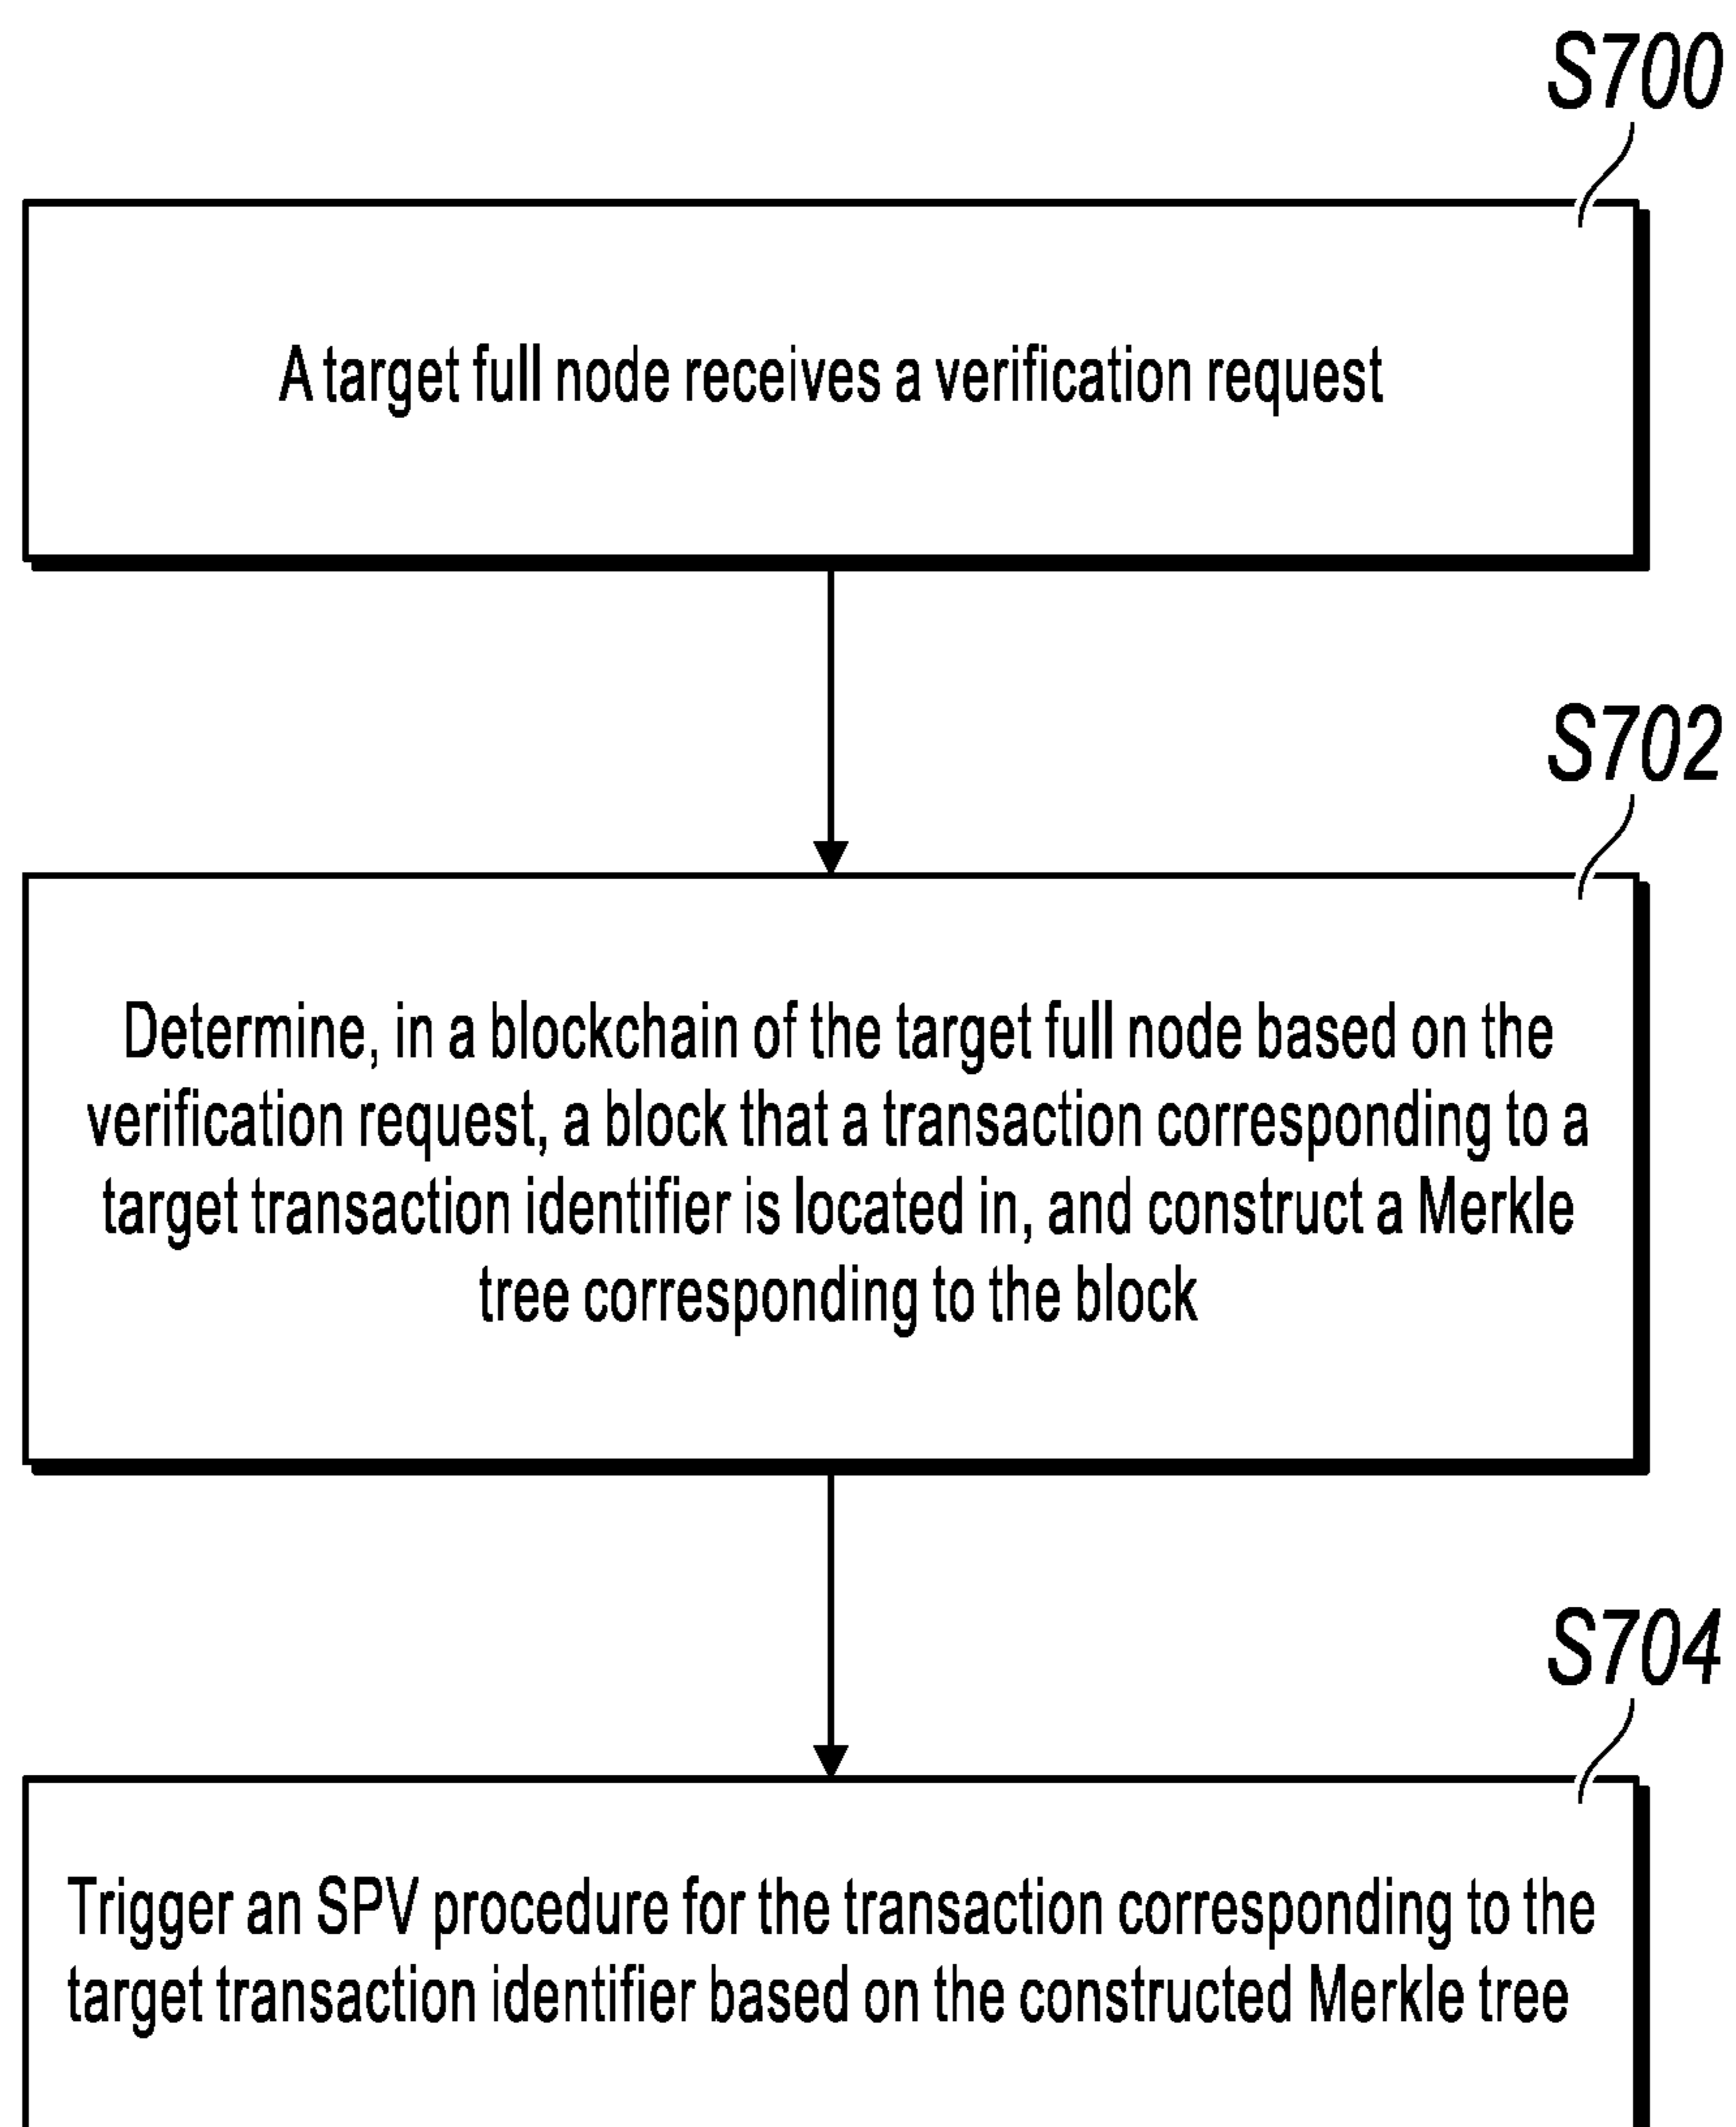 S700
A target full node receives a verification request
S702
Determine, in a blockchain of the target full node based on the
verification request, a block that a transaction corresponding to a
target transaction identifier is located in, and construct a Merkle
tree corresponding to the block
S704
Trigger an SPV procedure for the transaction corresponding to the
target transaction identifier based on the constructed Merkle tree